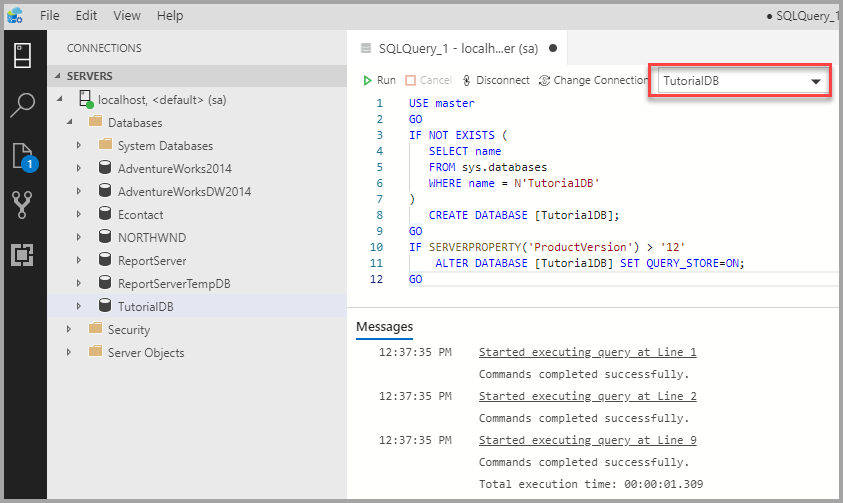 File Edit View Help
● SQLQuery_1
CONNECTIONS
SERVERS
localhost, <default> (sa)
Databases
System Databases
AdventureWorks2014
AdventureWorksDW2014
Econtact
NORTHWND
ReportServer
ReportServerTempDB
TutorialDB
Security
Server Objects
1
SQLQuery_1 - localh...er (sa) ●
Run Cancel Disconnect Change Connection TutorialDB
1 USE master
2 GO
3 IF NOT EXISTS (
4 SELECT name
5 FROM sys.databases
6 WHERE name = N'TutorialDB'
7 )
8 CREATE DATABASE [TutorialDB];
9 GO
10 IF SERVERPROPERTY('ProductVersion') > '12'
11 ALTER DATABASE [TutorialDB] SET QUERY_STORE=ON;
12 GO
Messages
12:37:35 PM Started executing query at Line 1
Commands completed successfully.
12:37:35 PM Started executing query at Line 2
Commands completed successfully.
12:37:35 PM Started executing query at Line 9
Commands completed successfully.
Total execution time: 00:00:01.309